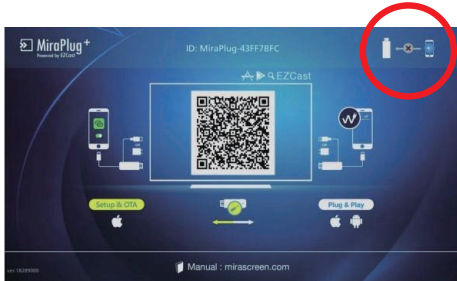 MiraPlug+
Powered by EZCast
ID: MiraPlug-43FF78FC
EZCast
Setup & OTA
Plug & Play
Manual : mirascreen.com